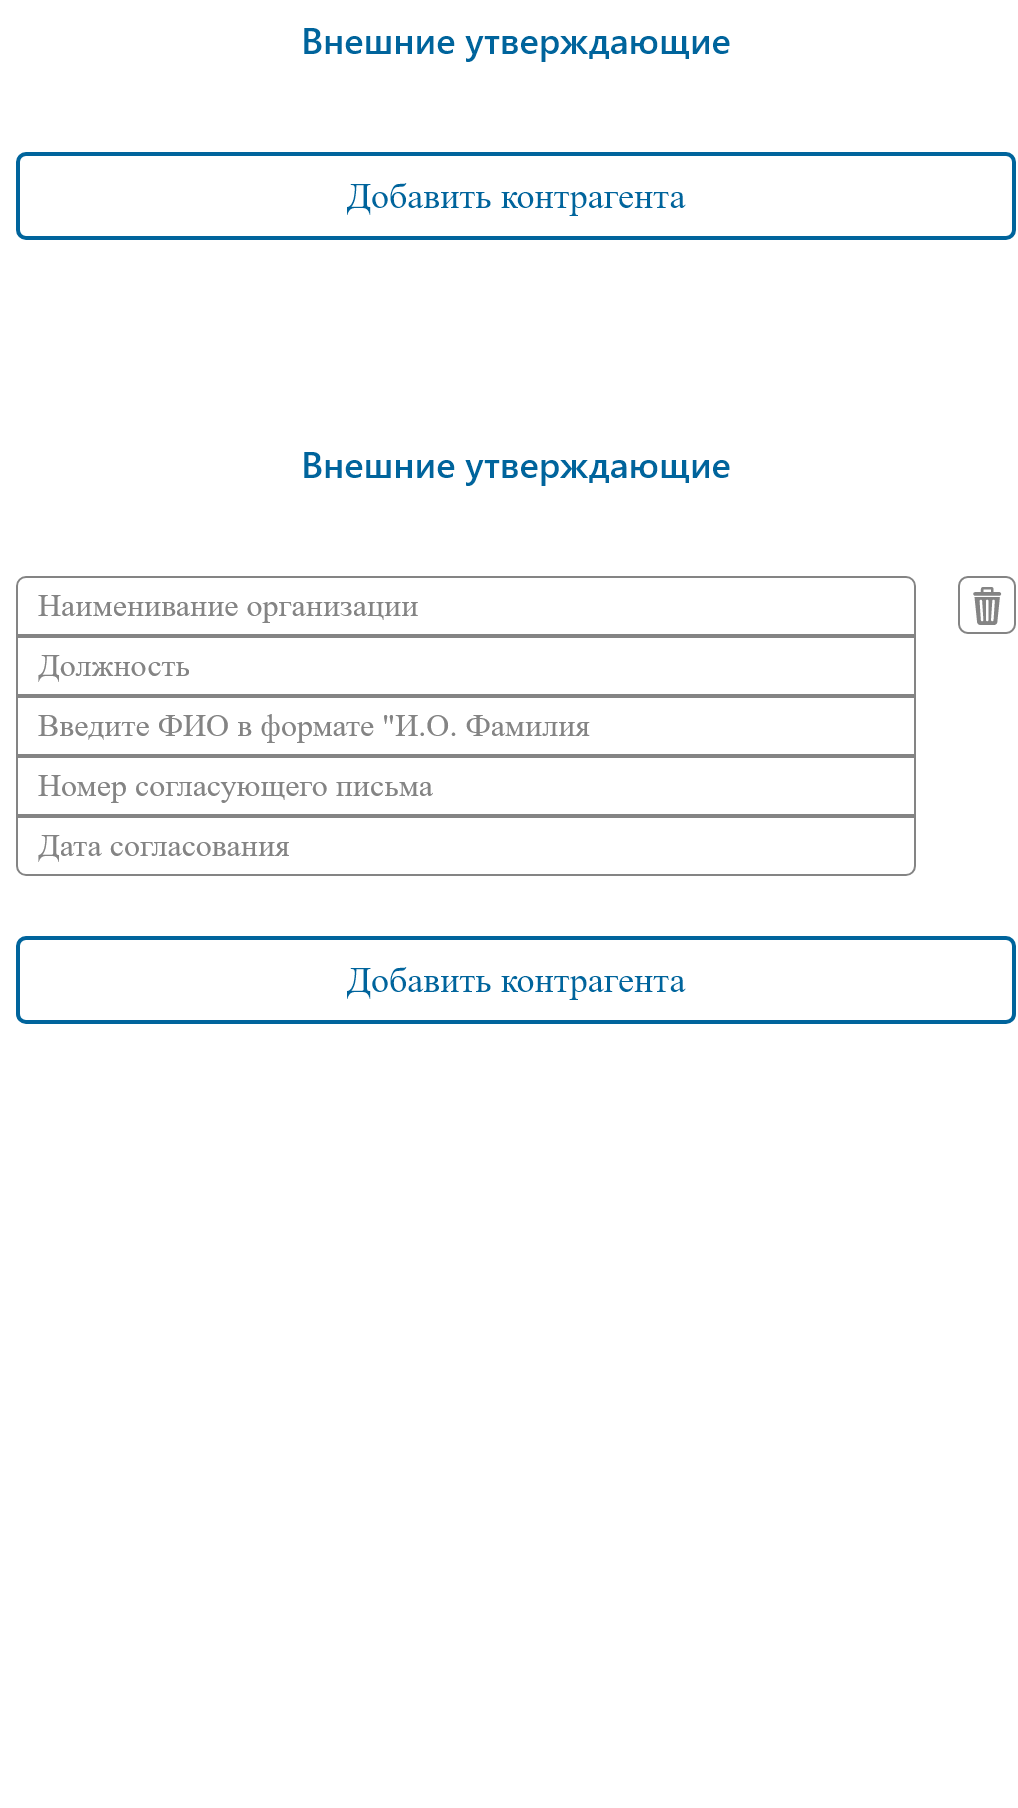 Внешние утверждающие
Добавить контрагента
Внешние утверждающие
Наименивание организации
Должность
Введите ФИО в формате "И.О. Фамилия
Номер согласующего письма
Дата согласования
Добавить контрагента